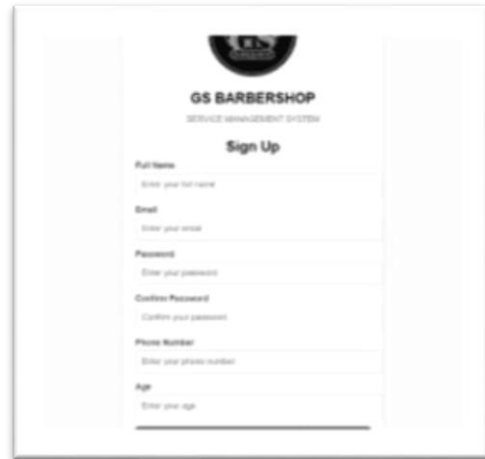 GS
GS BARBERSHOP
SERVICE MANAGEMENT SYSTEM
Sign Up
Full Name
Enter your full name
Email
Enter your email
Password
Enter your password
Confirm Password
Confirm your password
Phone Number
Enter your phone number
Age
Enter your age